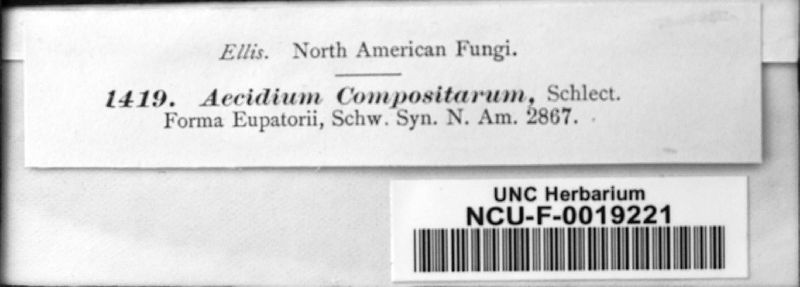 Ellis. North American Fungi.
1419. Aecidium Compositarum, Schlect.
Forma Eupatorii, Schw. Syn. N. Am. 2867.
UNC Herbarium
NCU-F-0019221